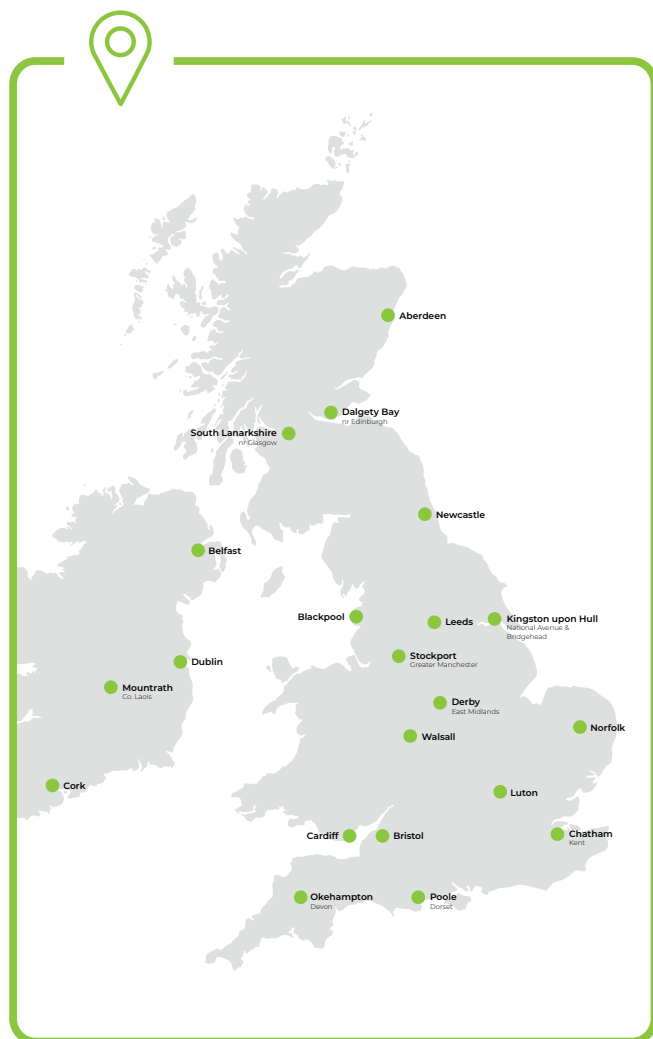 Aberdeen
Dalgety Bay
nr Edinburgh
South Lanarkshire
nr Glasgow
Newcastle
Belfast
Blackpool
Leeds
Kingston upon Hull
National Avenue &
Bridgehead
Stockport
Greater Manchester
Dublin
Mountrath
Co. Laois
Derby
East Midlands
Norfolk
Walsall
Cork
Luton
Cardiff
Bristol
Chatham
Kent
Okehampton
Devon
Poole
Dorset